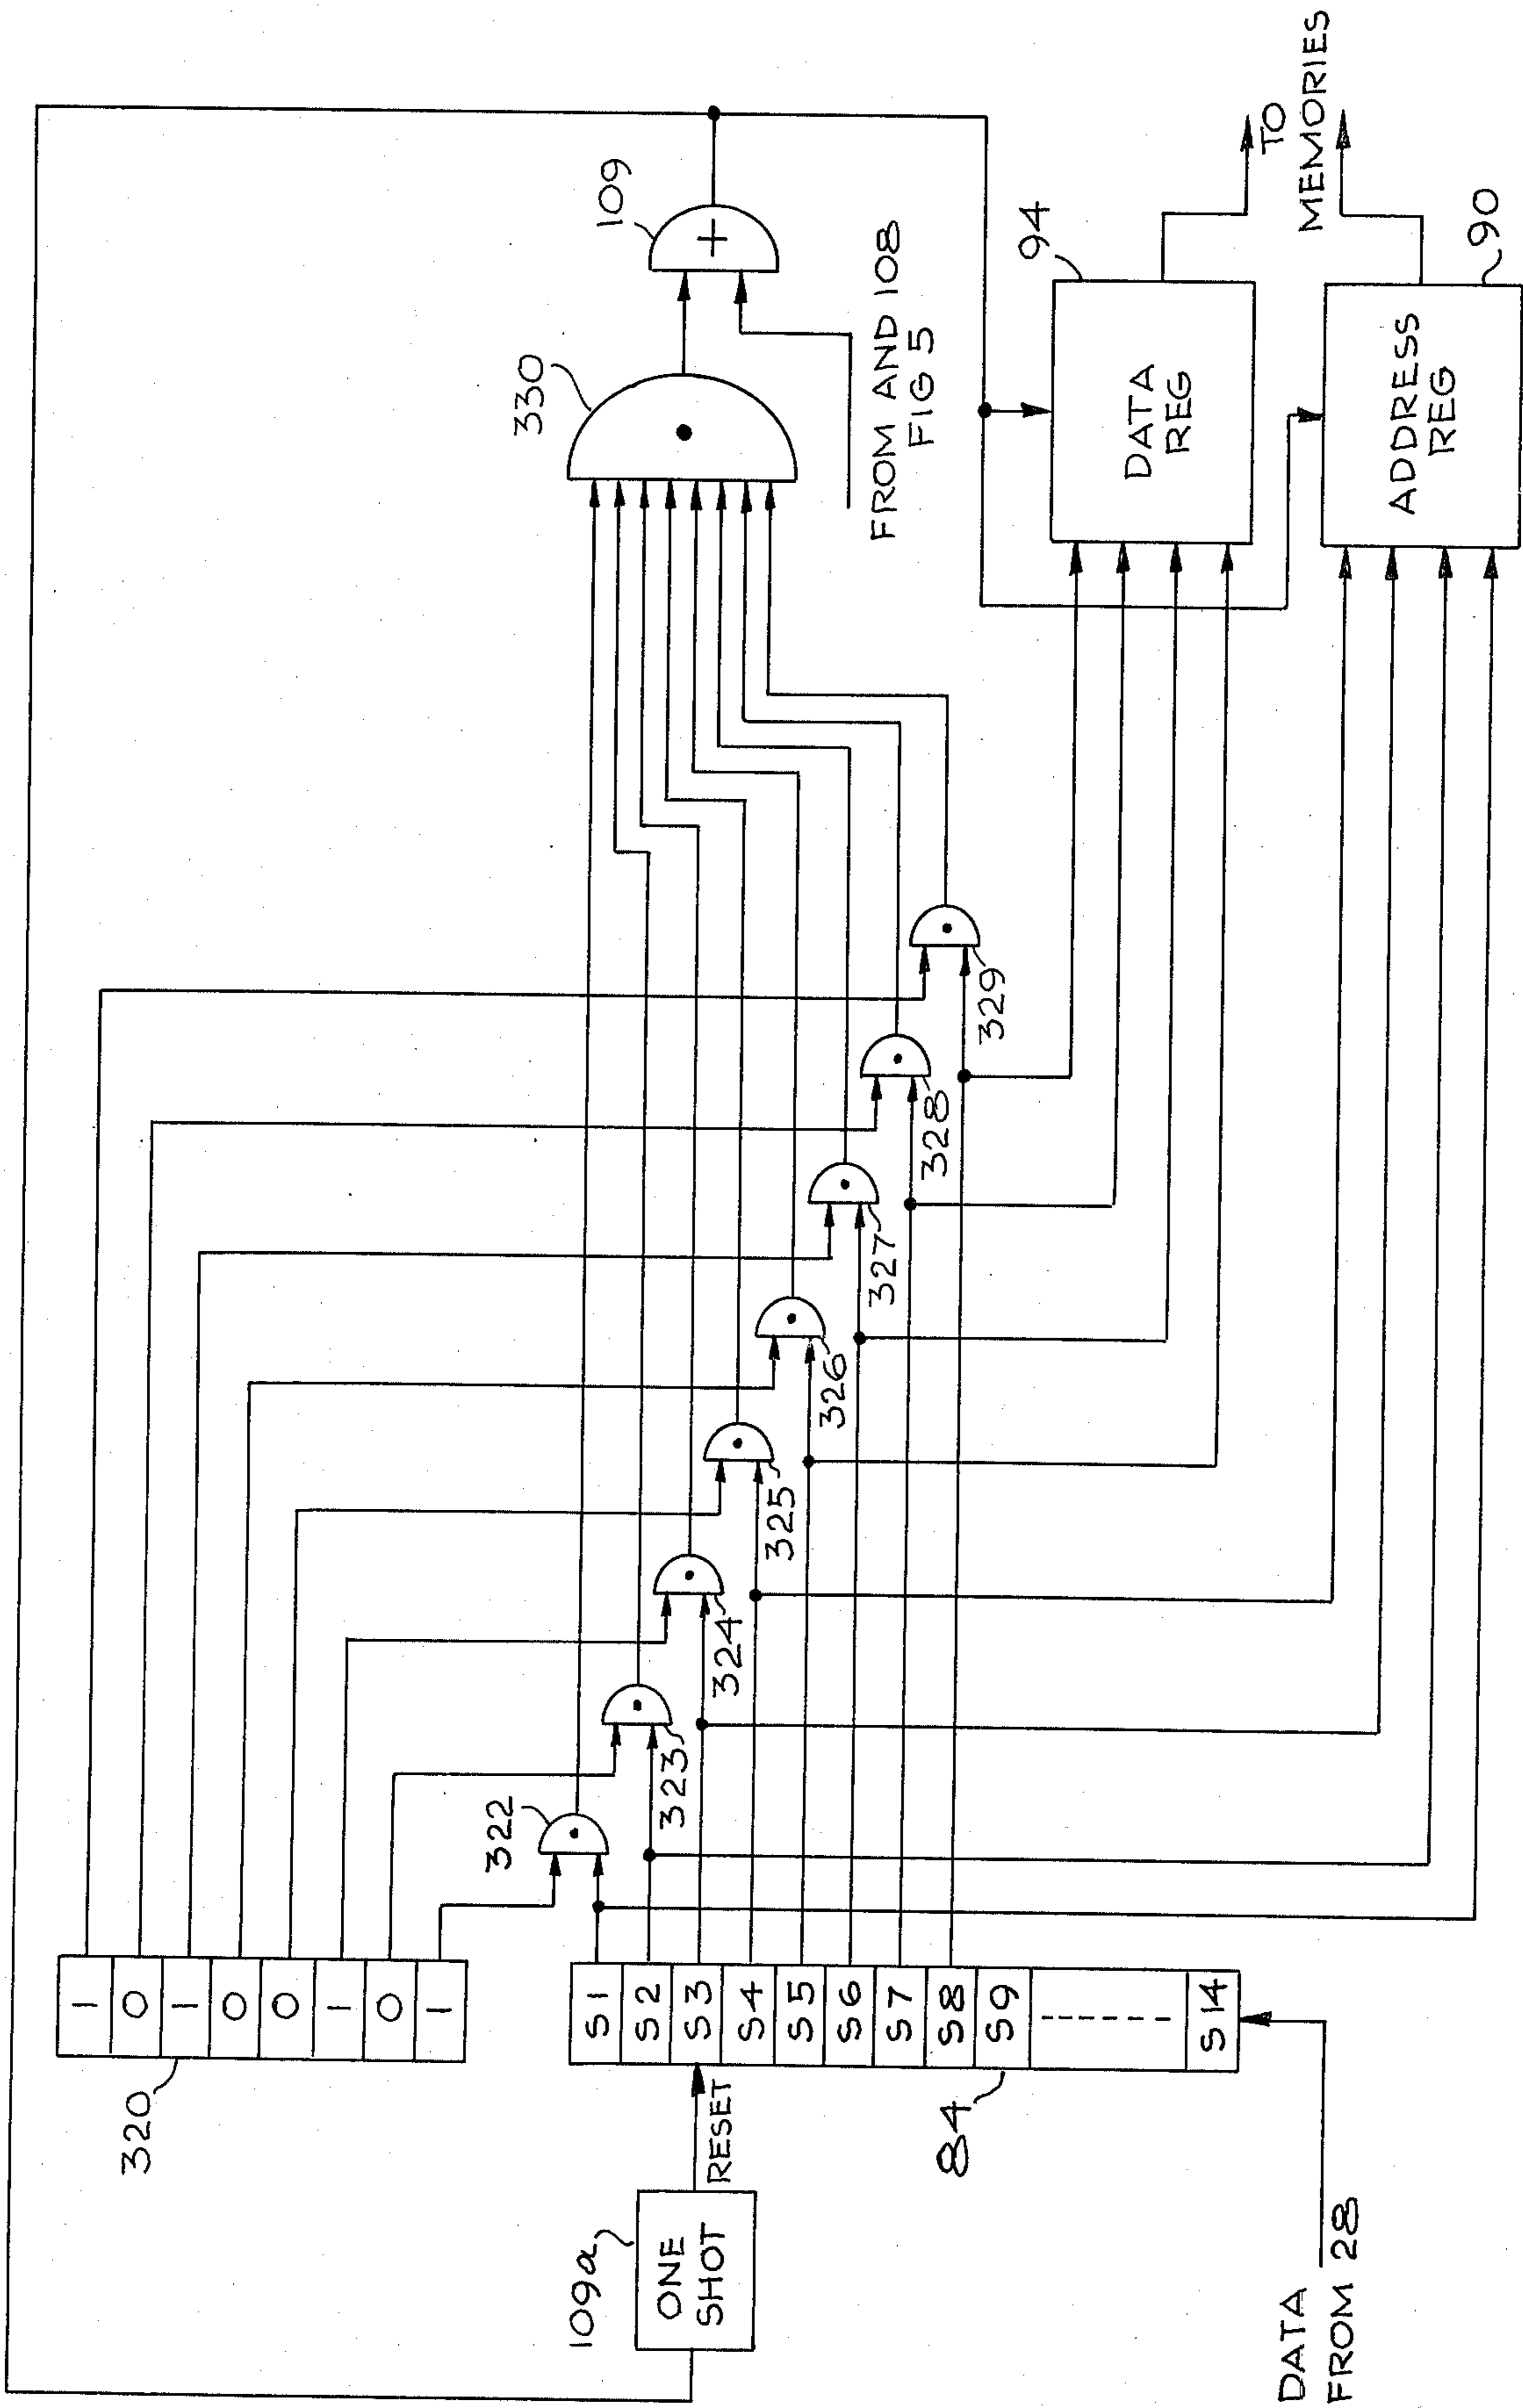 320
1
0
1
0
0
1
0
1
109a
ONE
SHOT
RESET
S1
S2
S3
S4
S5
S6
S7
S8
S9
S14
84
DATA
FROM 28
322
323
324
325
326
327
328
329
330
109
FROM AND 108
FIG 5
94
DATA
REG
TO
MEMORIES
ADDRESS
REG
90